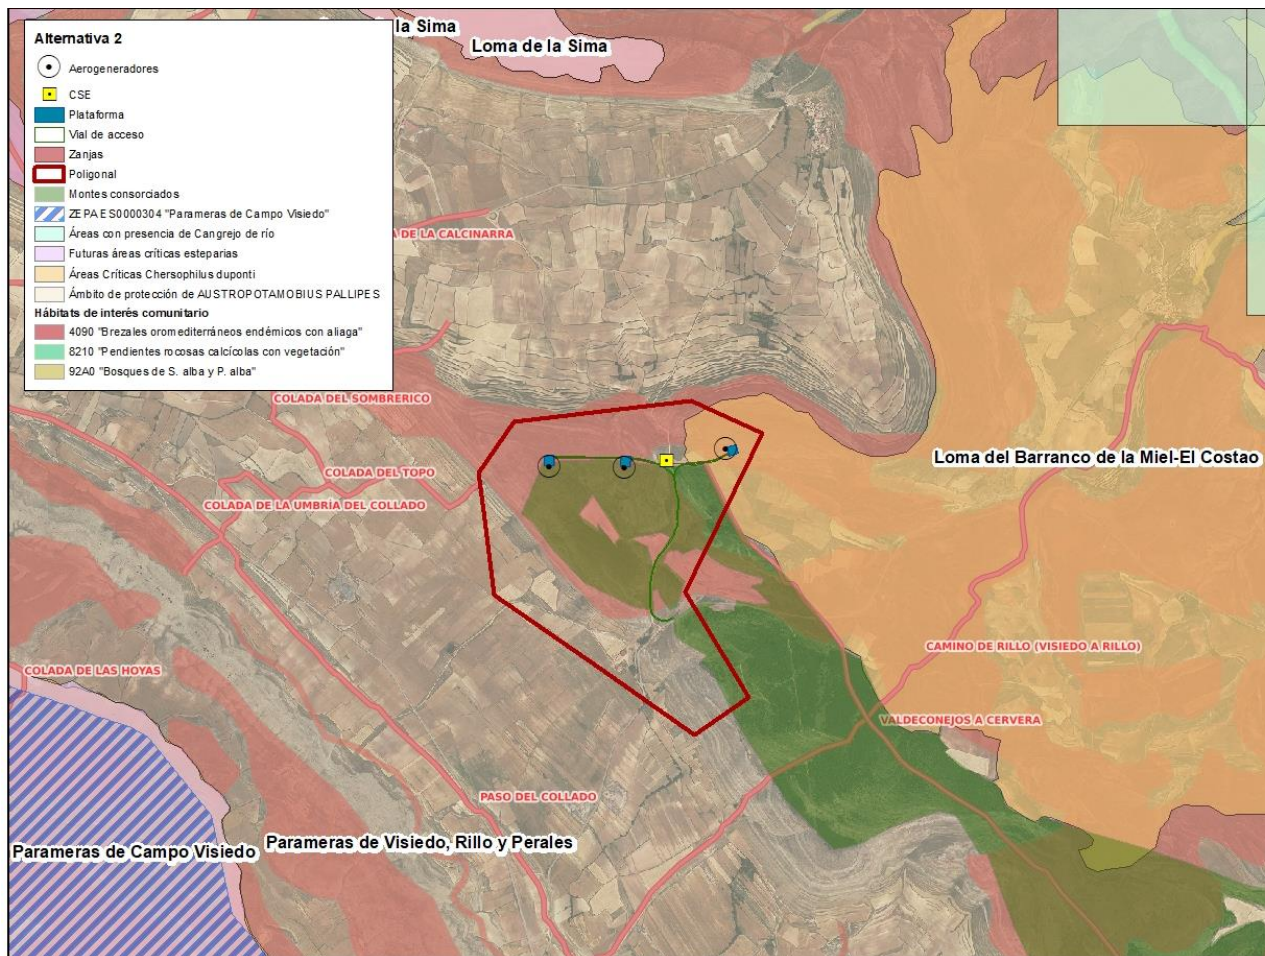 la Sima
Loma de la Sima
Alternativa 2
Aerogeneradores
CSE
Plataforma
Vial de acceso
Zanjas
Poligonal
Montes consorciados
ZEPA ES0000304 "Parameras de Campo Visiedo"
Áreas con presencia de Cangrejo de río
Futuras áreas críticas esteparias
Áreas Críticas Chersophilus duponti
Ámbito de protección de AUSTROPOTAMOBIUS PALLIPES
Hábitats de interés comunitario
4090 "Brezales oromediterráneos endémicos con aliaga"
8210 "Pendientes rocosas calcícolas con vegetación"
92A0 "Bosques de S. alba y P. alba"
DE LA CALCINARRA
COLADA DEL SOMBRERICO
COLADA DEL TOPO
COLADA DE LA UMBRÍA DEL COLLADO
Loma del Barranco de la Miel-El Costao
CAMINO DE RILLO (VISIEDO A RILLO)
COLADA DE LAS HOYAS
VALDECONEJOS A CERVERA
PASO DEL COLLADO
Parameras de Visiedo, Rillo y Perales
Parameras de Campo Visiedo